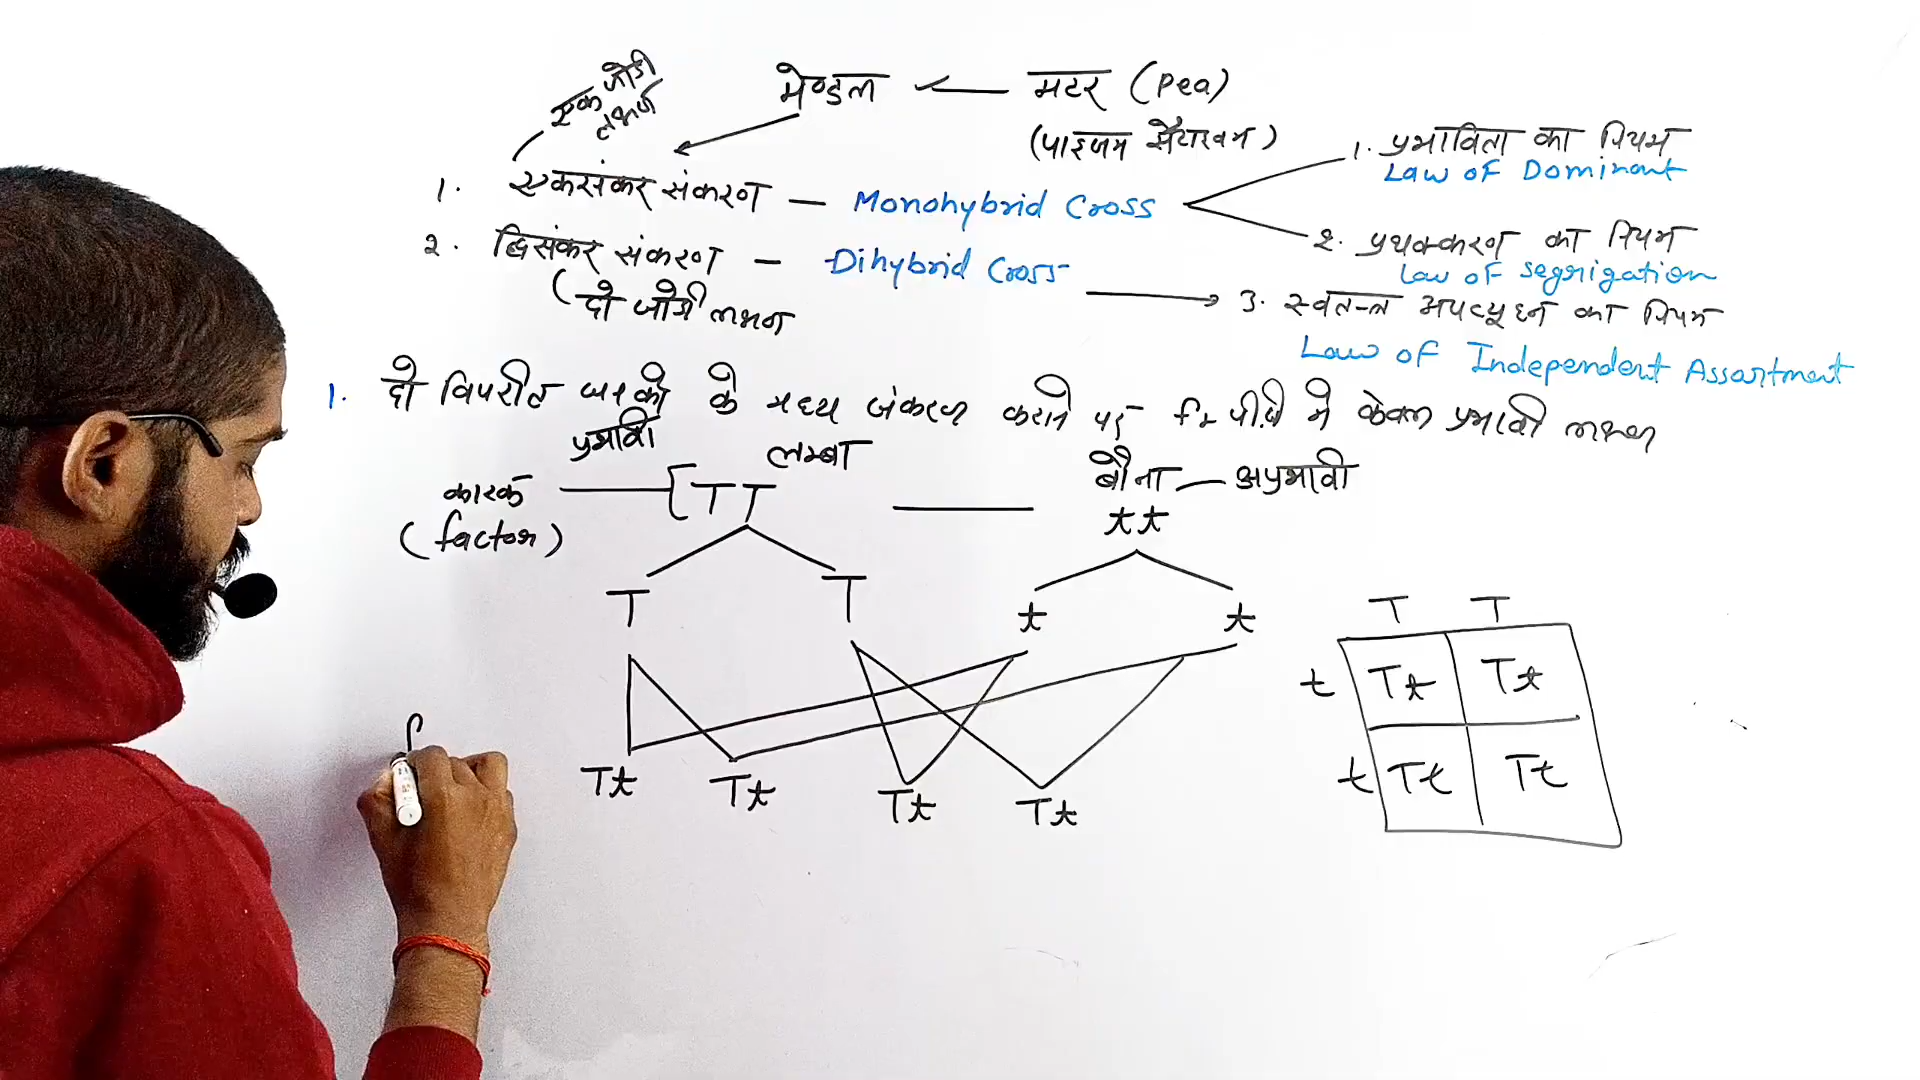 एक जोडी
लक्षण
मेण्डल ← मटर (Pea)
(पाइजम सैटाइवम)
1. एकसंकर संकरण — Monohybrid Cross
1. प्रभाविता का नियम
Law of Dominant
2. द्विसंकर संकरण — Dihybrid Cross
(दो जोडी लक्षण
2. प्रथक्करण का नियम
Law of Seggrigation
3. स्वतन्त्र अपव्यूहन का नियम
Law of Independent Assortment
1. दो विपरीत के मध्य संकरण कराने पर पीढी में केवल प्रभावी लक्षण
प्रभावी लम्बा
बौना — अप्रभावी
कारक — [TT — tt
(factor)
T T t t
Tt Tt Tt Tt
T T
t Tt Tt
t Tt Tt